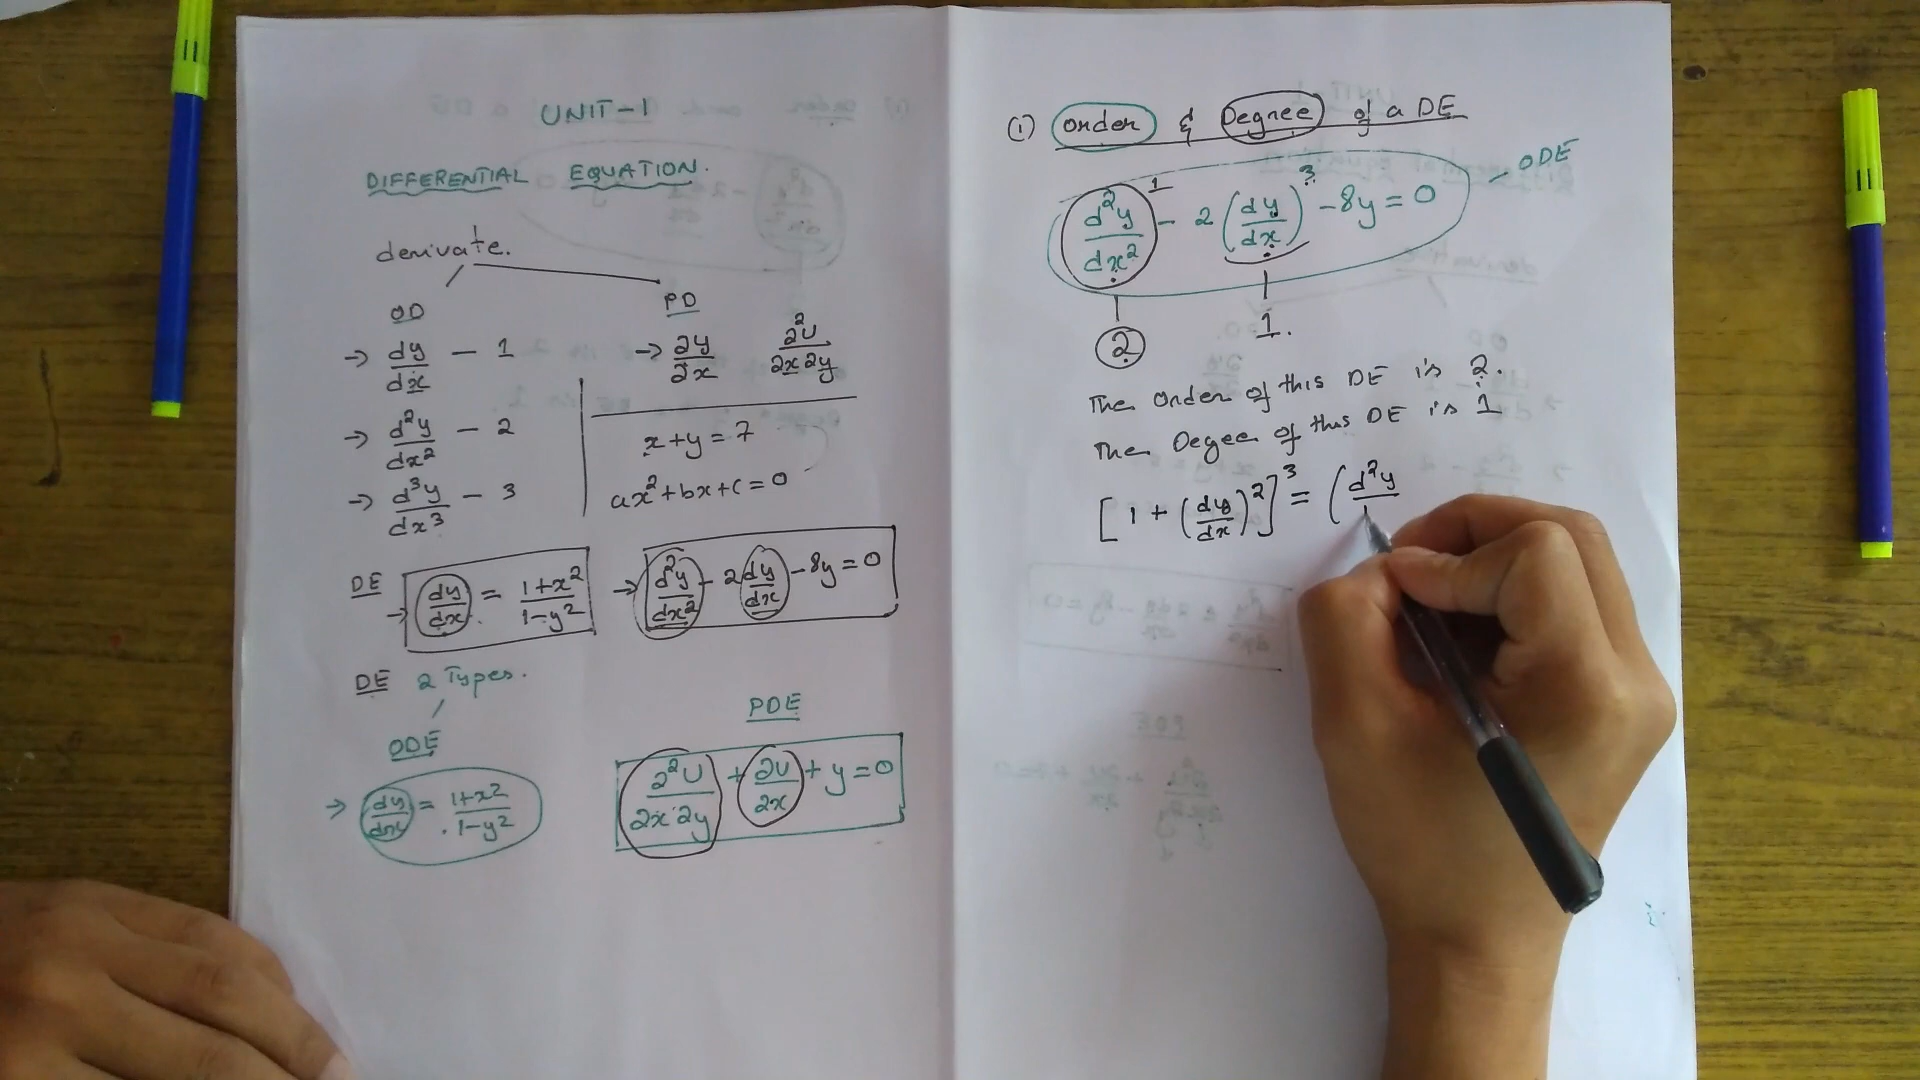 UNIT-1
DIFFERENTIAL EQUATION.
derivate.
OD
PD
→ dy/dx — 1
→ ∂y/∂x ∂²U/∂x∂y
→ d²y/dx² — 2
x+y=7
→ d³y/dx³ — 3
ax²+bx+c=0
DE → dy/dx = 1+x²/1-y²
→ d²y/dx² - 2dy/dx - 8y=0
DE 2 Types.
ODE
PDE
→ dy/dx = 1+x²/1-y²
∂²U/∂x∂y + ∂U/∂x + y=0
(1) Order & Degree of a DE
d²y/dx² ¹ - 2(dy/dx)³ - 8y=0 - ODE
2 1.
The Order of this DE is 2.
The Degee of this DE is 1
[1+(dy/dx)²]³ = (d²y